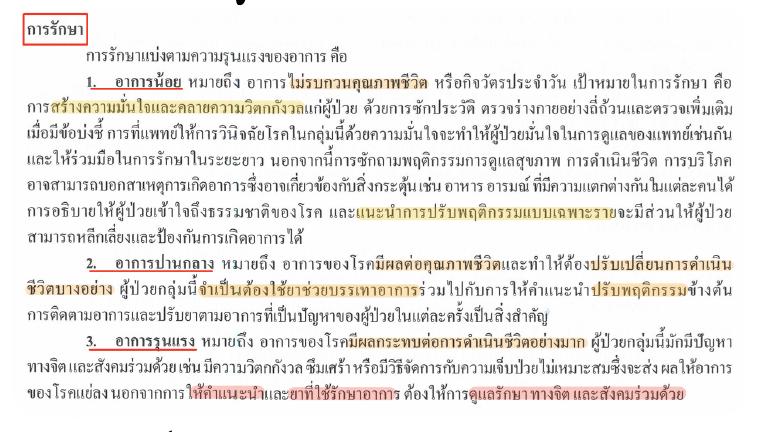 การรักษา
การรักษาแบ่งตามความรุนแรงของอาการ คือ
1. อาการน้อย หมายถึง อาการไม่รบกวนคุณภาพชีวิต หรือกิจวัตรประจำวัน เป้าหมายในการรักษา คือ
การสร้างความมั่นใจและคลายความวิตกกังวลแก่ผู้ป่วย ด้วยการซักประวัติ ตรวจร่างกายอย่างถี่ถ้วนและตรวจเพิ่มเติม
เมื่อมีข้อบ่งชี้ การที่แพทย์ให้การวินิจฉัยโรคในกลุ่มนี้ด้วยความมั่นใจจะทำให้ผู้ป่วยมั่นใจในการดูแลของแพทย์เช่นกัน
และให้ร่วมมือในการรักษาในระยะยาว นอกจากนี้การซักถามพฤติกรรมการดูแลสุขภาพ การดำเนินชีวิต การบริโภค
อาจสามารถบอกสาเหตุการเกิดอาการซึ่งอาจเกี่ยวข้องกับสิ่งกระตุ้น เช่น อาหาร อารมณ์ ที่มีความแตกต่างกันในแต่ละคนได้
การอธิบายให้ผู้ป่วยเข้าใจถึงธรรมชาติของโรค และแนะนำการปรับพฤติกรรมแบบเฉพาะรายจะมีส่วนให้ผู้ป่วย
สามารถหลีกเลี่ยงและป้องกันการเกิดอาการได้
2. อาการปานกลาง หมายถึง อาการของโรคมีผลต่อคุณภาพชีวิตและทำให้ต้องปรับเปลี่ยนการดำเนิน
ชีวิตบางอย่าง ผู้ป่วยกลุ่มนี้จำเป็นต้องใช้ยาช่วยบรรเทาอาการร่วมไปกับการให้คำแนะนำปรับพฤติกรรมข้างต้น
การติดตามอาการและปรับยาตามอาการที่เป็นปัญหาของผู้ป่วยในแต่ละครั้งเป็นสิ่งสำคัญ
3. อาการรุนแรง หมายถึง อาการของโรคมีผลกระทบต่อการดำเนินชีวิตอย่างมาก ผู้ป่วยกลุ่มนี้มักมีปัญหา
ทางจิตและสังคมร่วมด้วย เช่น มีความวิตกกังวล ซึมเศร้า หรือมีวิธีจัดการกับความเจ็บป่วยไม่เหมาะสมซึ่งจะส่งผลให้อาการ
ของโรคแย่ลง นอกจากการให้คำแนะนำและยาที่ใช้รักษาอาการ ต้องให้การดูแลรักษาทางจิต และสังคมร่วมด้วย